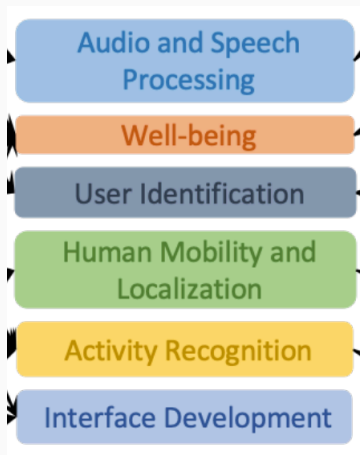 Audio and Speech
Processing
Well-being
User Identification
Human Mobility and
Localization
Activity Recognition
Interface Development